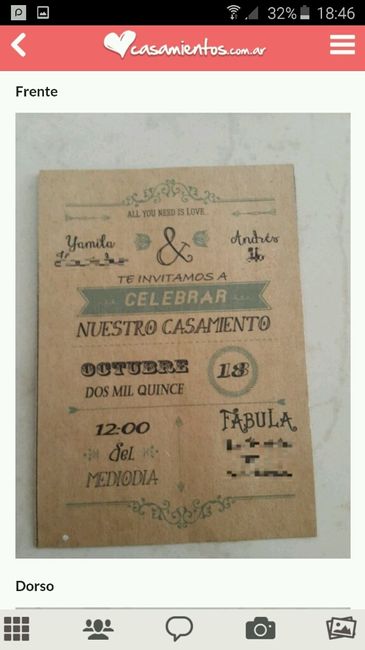 32% 18:46
casamientos.com.ar
Frente
ALL YOU NEED IS LOVE...
Yamila & Andrés
TE INVITAMOS A
CELEBRAR
NUESTRO CASAMIENTO
OCTUBRE 18
DOS MIL QUINCE
12:00
Del
MEDIODIA
FÁBULA
Dorso